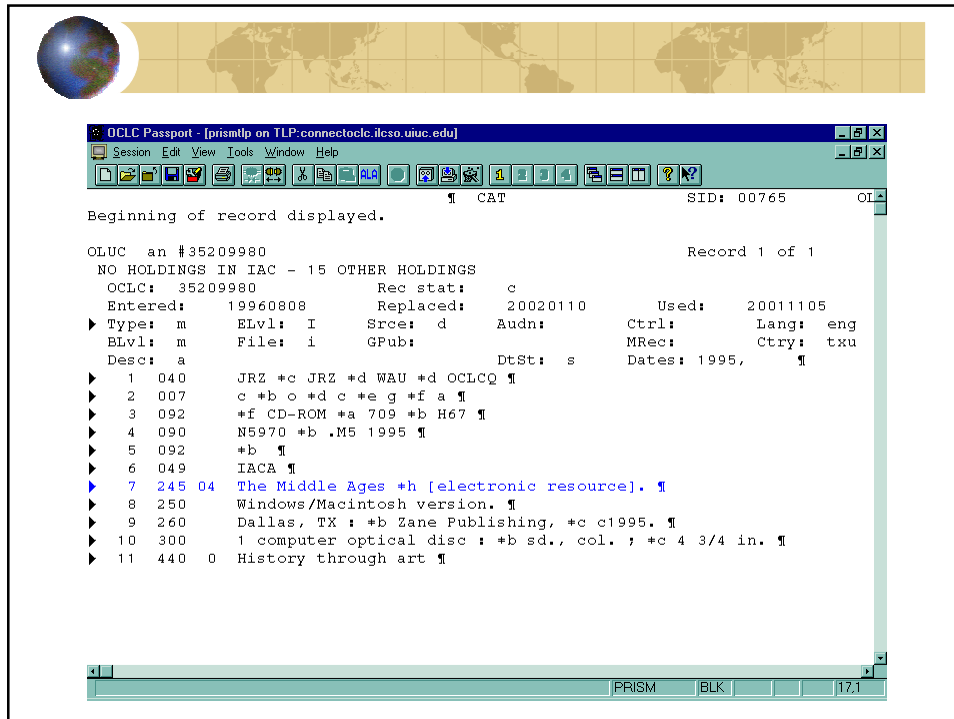 OCLC Passport - [prismtlp on TLP:connectoclc.ilcso.uiuc.edu]
Session Edit View Tools Window Help
ALA 1 2 3 4 ? ?
¶ CAT SID: 00765 OL
Beginning of record displayed.
OLUC an #35209980 Record 1 of 1
NO HOLDINGS IN IAC - 15 OTHER HOLDINGS
OCLC: 35209980 Rec stat: c
Entered: 19960808 Replaced: 20020110 Used: 20011105
▶ Type: m ELvl: I Srce: d Audn: Ctrl: Lang: eng
BLvl: m File: i GPub: MRec: Ctry: txu
Desc: a DtSt: s Dates: 1995, ¶
▶ 1 040 JRZ ǂc JRZ ǂd WAU ǂd OCLCQ ¶
▶ 2 007 c ǂb o ǂd c ǂe g ǂf a ¶
▶ 3 092 ǂf CD-ROM ǂa 709 ǂb H67 ¶
▶ 4 090 N5970 ǂb .M5 1995 ¶
▶ 5 092 ǂb ¶
▶ 6 049 IACA ¶
▶ 7 245 04 The Middle Ages ǂh [electronic resource]. ¶
▶ 8 250 Windows/Macintosh version. ¶
▶ 9 260 Dallas, TX : ǂb Zane Publishing, ǂc c1995. ¶
▶ 10 300 1 computer optical disc : ǂb sd., col. ; ǂc 4 3/4 in. ¶
▶ 11 440 0 History through art ¶
PRISM BLK 17,1